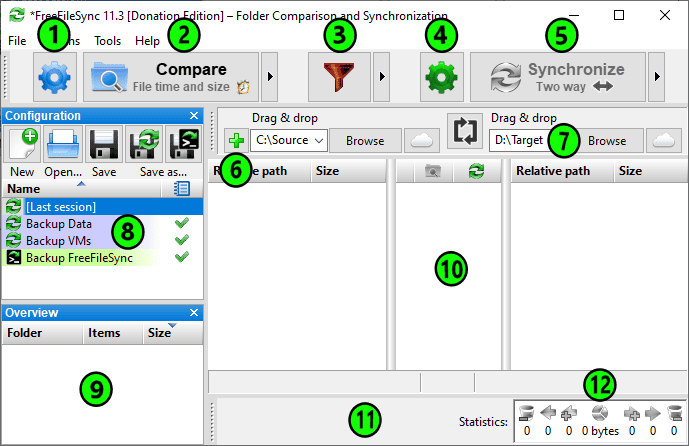 *FreeFileSync 11.3 [Donation Edition] – Folder Comparison and Synchronization
File Tools Help
1 2 3 4 5
Compare
File time and size
Synchronize
Two way
Configuration
New Open... Save Save as...
Name
[Last session]
Backup Data
Backup VMs
Backup FreeFileSync
8
Overview
Folder Items Size
9
Drag & drop
C:\Source Browse
Drag & drop
D:\Target Browse
6 7
path Size
Relative path Size
10
11
12
Statistics:
0 0 0 0 bytes 0 0 0